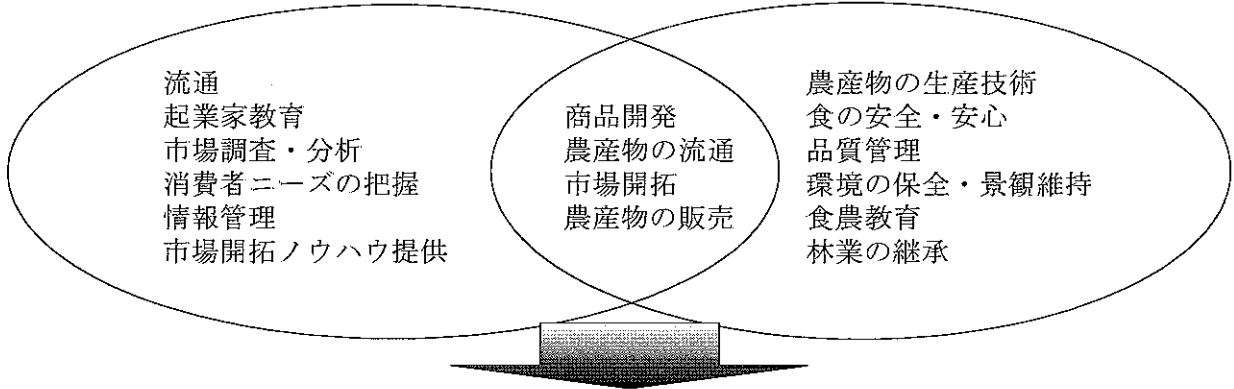 流通
起業家教育
市場調査・分析
消費者ニーズの把握
情報管理
市場開拓ノウハウ提供
商品開発
農産物の流通
市場開拓
農産物の販売
農産物の生産技術
食の安全・安心
品質管理
環境の保全・景観維持
食農教育
林業の継承